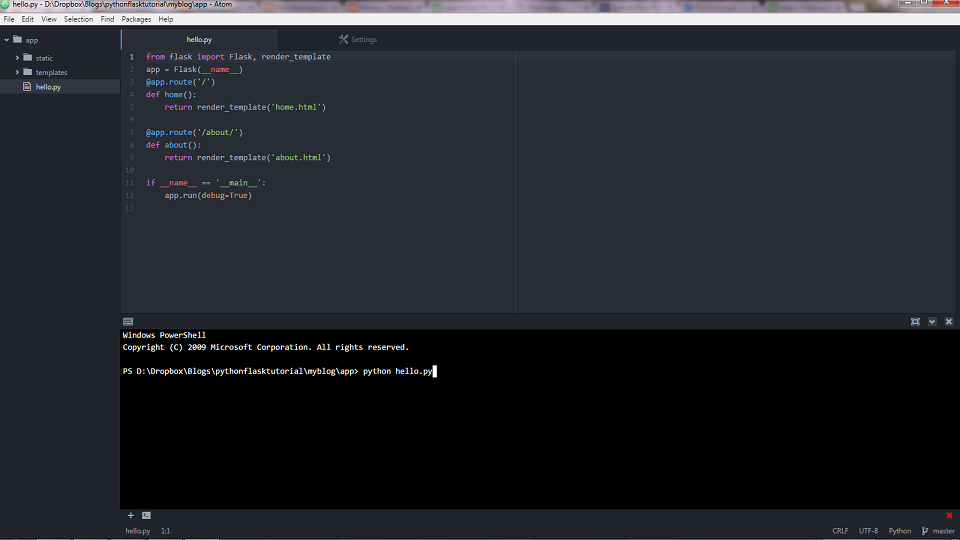 hello.py - D:\Dropbox\Blogs\pythonflasktutorial\myblog\app - Atom
File Edit View Selection Find Packages Help
app
static
templates
hello.py
hello.py
Settings
1 from flask import Flask, render_template
2 app = Flask(__name__)
3 @app.route('/')
4 def home():
5 return render_template('home.html')
6
7 @app.route('/about/')
8 def about():
9 return render_template('about.html')
10
11 if __name__ == '__main__':
12 app.run(debug=True)
13
Windows PowerShell
Copyright (C) 2009 Microsoft Corporation. All rights reserved.
PS D:\Dropbox\Blogs\pythonflasktutorial\myblog\app> python hello.py
hello.py 1:1 CRLF UTF-8 Python master